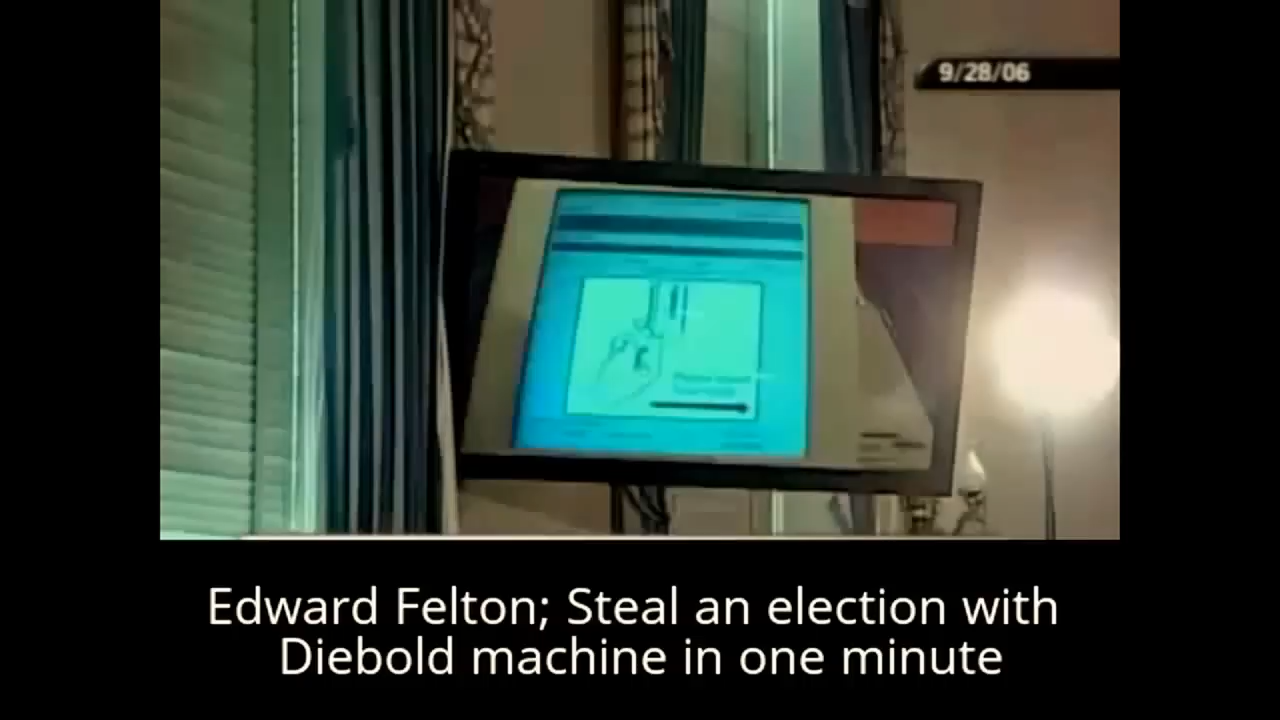 9/28/06
Edward Felton; Steal an election with
Diebold machine in one minute